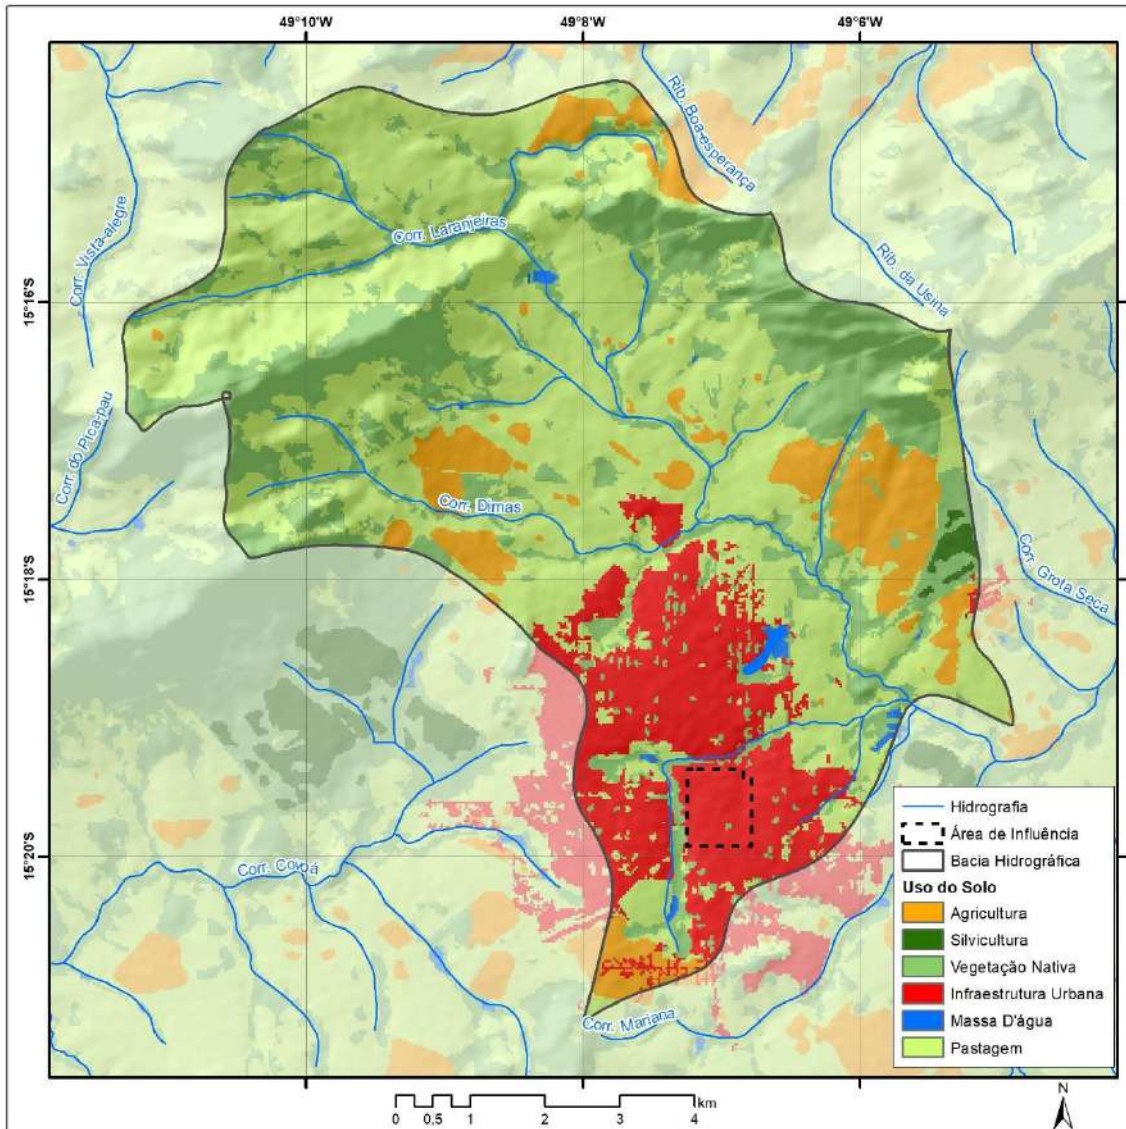 49°10'W
49°8'W
49°6'W
Rib. Boa-esperança
Corr. Vista-alegre
Corr. Laranjeiras
Rib. da Usina
15°16'S
Corr. do Pica-pau
Corr. Dimas
15°18'S
Corr. Grota Seca
Hidrografia
Área de Influência
15°20'S
Corr. Coroá
Bacia Hidrográfica
Uso do Solo
Agricultura
Silvicultura
Vegetação Nativa
Infraestrutura Urbana
Corr. Mariana
Massa D'água
Pastagem
km
0 0,5 1 2 3 4
N